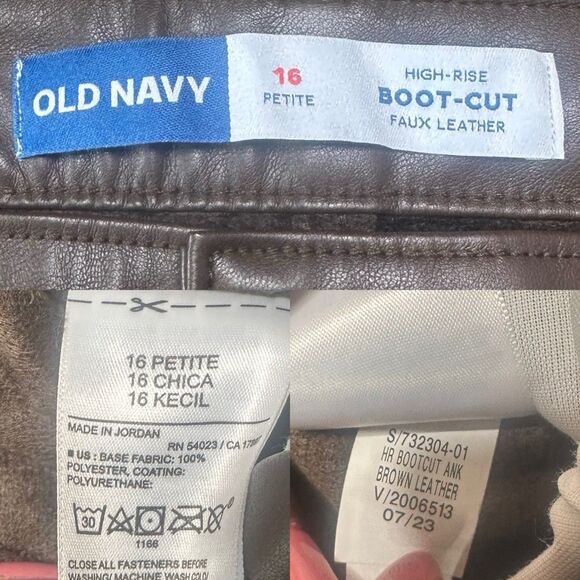 OLD NAVY
16
PETITE
HIGH-RISE
BOOT-CUT
FAUX LEATHER
16 PETITE
16 CHICA
16 KECIL
MADE IN JORDAN
RN 54023 / CA
US : BASE FABRIC: 100%
POLYESTER, COATING:
POLYURETHANE:
30
1166
CLOSE ALL FASTENERS BEFORE
WASHING/ MACHINE WASH COLD/
S/732304-01
HR BOOTCUT ANK
BROWN LEATHER
V/2006513
07/23